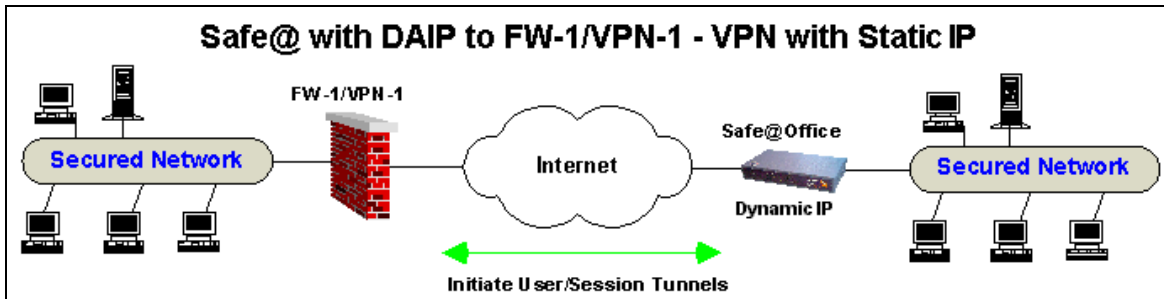 Safe@ with DAIP to FW-1/VPN-1 - VPN with Static IP
FW-1/VPN-1
Safe@Office
Secured Network
Internet
Secured Network
Dynamic IP
Initiate User/Session Tunnels